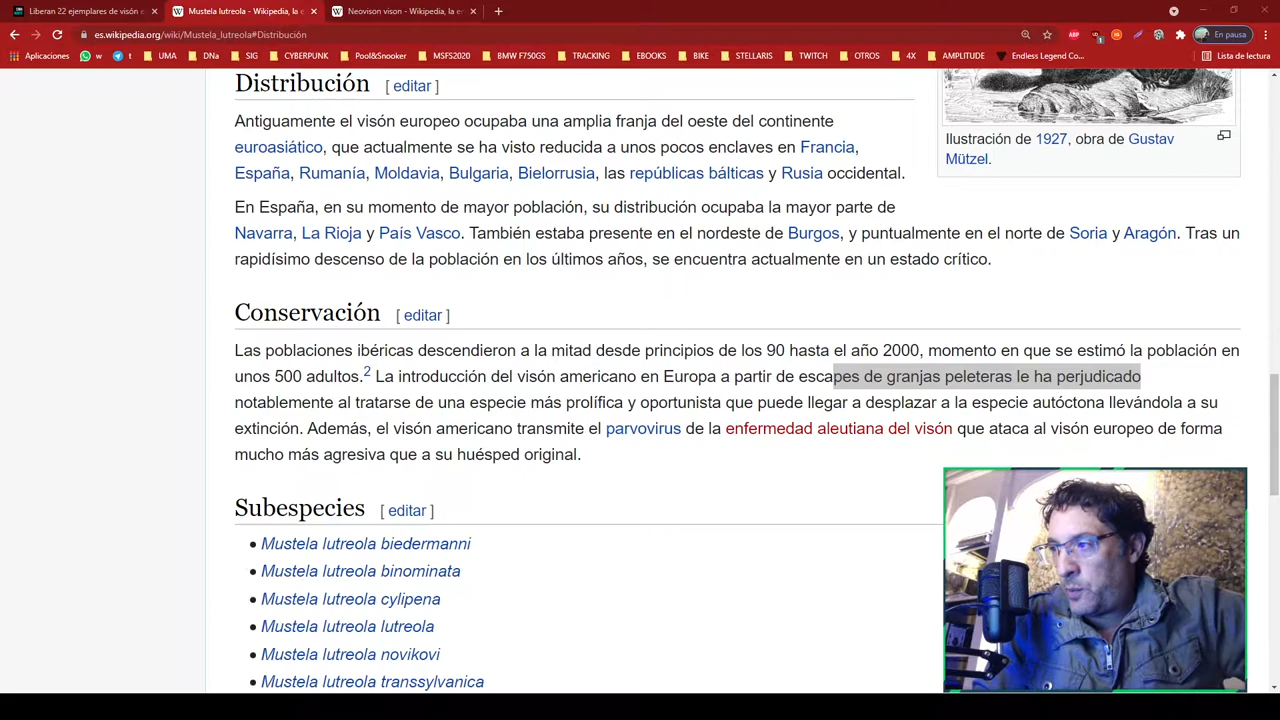 Liberan 22 ejemplares de visón e
Mustela lutreola - Wikipedia, la e
Neovison vison - Wikipedia, la en
es.wikipedia.org/wiki/Mustela_lutreola#Distribución
ABP
En pausa
Aplicaciones
w
t
UMA
DNa
SIG
CYBERPUNK
Pool&Snooker
MSFS2020
BMW F750GS
TRACKING
EBOOKS
BIKE
STELLARIS
TWITCH
OTROS
4X
AMPLITUDE
Endless Legend Co...
Lista de lectura
Distribución [ editar ]
Antiguamente el visón europeo ocupaba una amplia franja del oeste del continente
euroasiático, que actualmente se ha visto reducida a unos pocos enclaves en Francia,
España, Rumanía, Moldavia, Bulgaria, Bielorrusia, las repúblicas bálticas y Rusia occidental.
Ilustración de 1927, obra de Gustav
Mützel.
En España, en su momento de mayor población, su distribución ocupaba la mayor parte de
Navarra, La Rioja y País Vasco. También estaba presente en el nordeste de Burgos, y puntualmente en el norte de Soria y Aragón. Tras un
rapidísimo descenso de la población en los últimos años, se encuentra actualmente en un estado crítico.
Conservación [ editar ]
Las poblaciones ibéricas descendieron a la mitad desde principios de los 90 hasta el año 2000, momento en que se estimó la población en
unos 500 adultos.2 La introducción del visón americano en Europa a partir de escapes de granjas peleteras le ha perjudicado
notablemente al tratarse de una especie más prolífica y oportunista que puede llegar a desplazar a la especie autóctona llevándola a su
extinción. Además, el visón americano transmite el parvovirus de la enfermedad aleutiana del visón que ataca al visón europeo de forma
mucho más agresiva que a su huésped original.
Subespecies [ editar ]
Mustela lutreola biedermanni
Mustela lutreola binominata
Mustela lutreola cylipena
Mustela lutreola lutreola
Mustela lutreola novikovi
Mustela lutreola transsylvanica